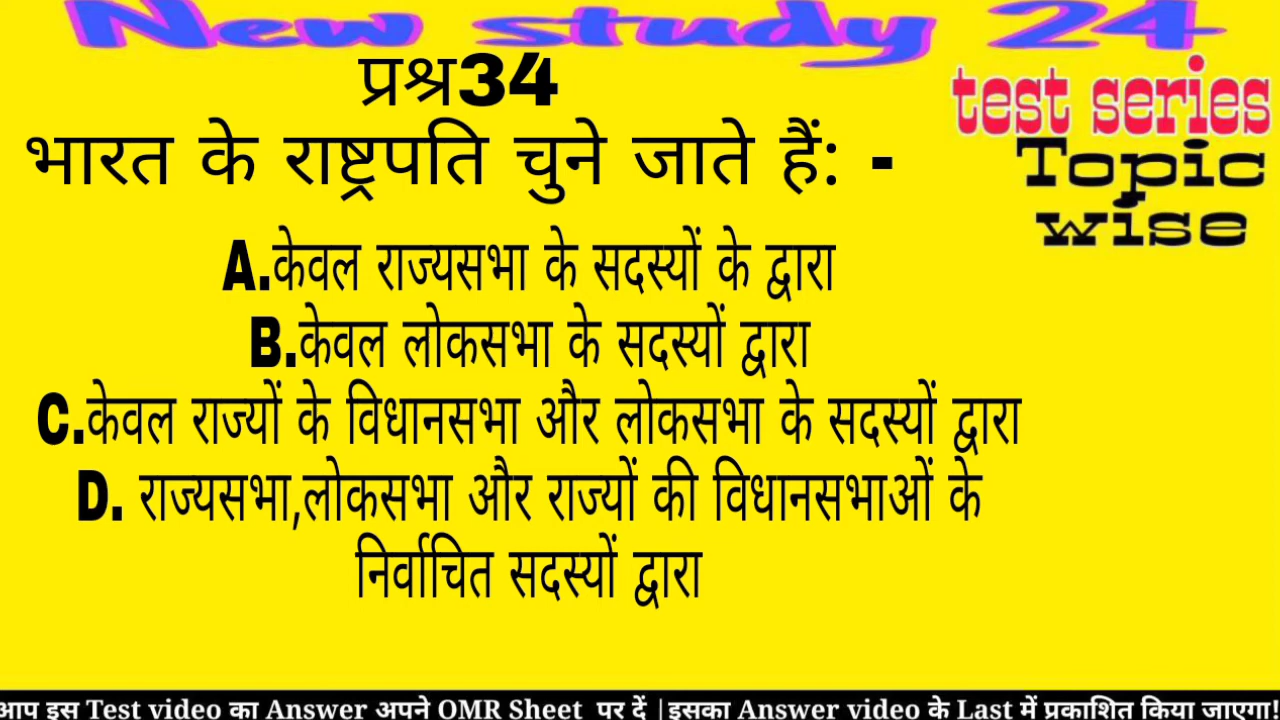 New study 24
प्रश्न34
test series
Topic
wise
भारत के राष्ट्रपति चुने जाते हैं: -
A.केवल राज्यसभा के सदस्यों के द्वारा
B.केवल लोकसभा के सदस्यों द्वारा
C.केवल राज्यों के विधानसभा और लोकसभा के सदस्यों द्वारा
D. राज्यसभा,लोकसभा और राज्यों की विधानसभाओं के
निर्वाचित सदस्यों द्वारा
आप इस Test video का Answer अपने OMR Sheet पर दें |इसका Answer video के Last में प्रकाशित किया जाएगा!